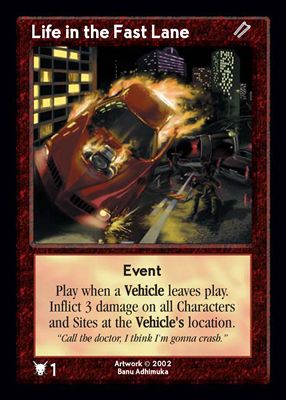 Life in the Fast Lane
Event
Play when a Vehicle leaves play.
Inflict 3 damage on all Characters
and Sites at the Vehicle's location.
"Call the doctor, I think I'm gonna crash."
1
Artwork © 2002
Banu Adhimuka